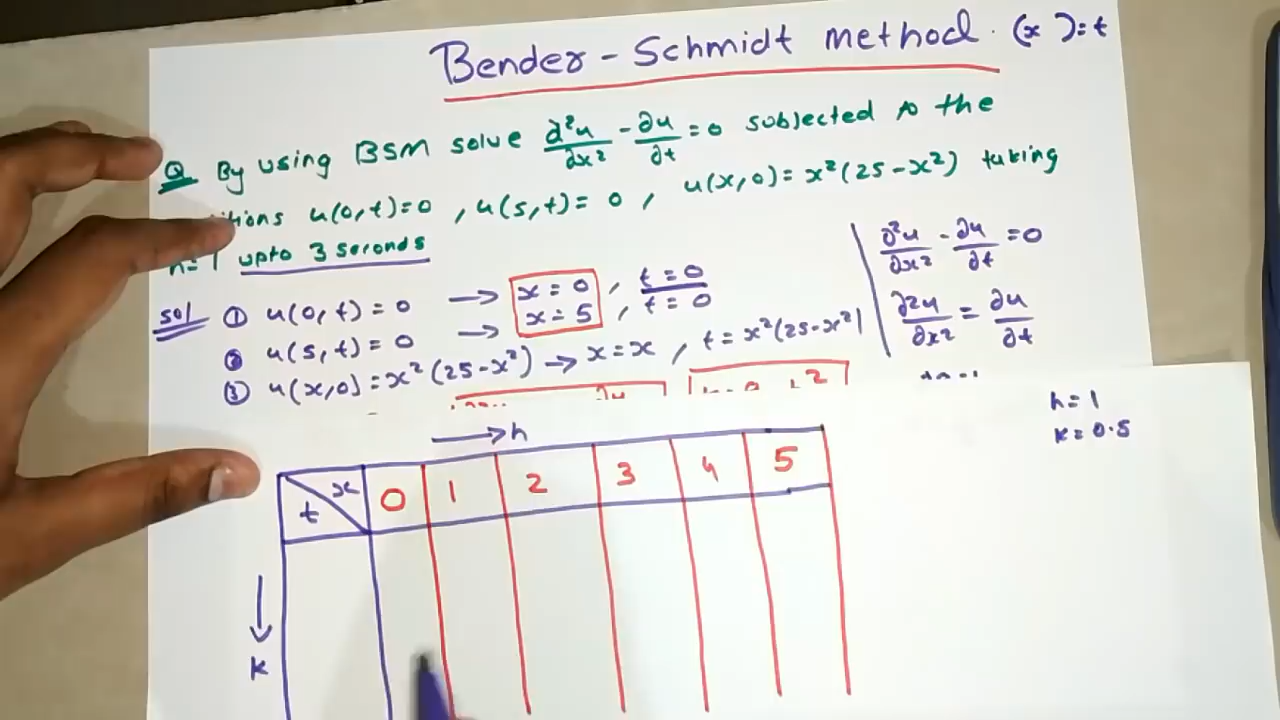 Bender - Schmidt method. (x ) = t
Q By using BSM solve ∂²u/∂x² - ∂u/∂t = 0 subjected to the
itions u(0,t)=0 , u(5,t)= 0 , u(x,0)= x²(25-x²) taking
h=1 upto 3 seconds
Sol ① u(0,t) = 0 → x=0 , t=0
② u(5,t) = 0 → x=5 , t=0
③ u(x,0) = x²(25-x²) → x=x , t=x²(25-x²)
∂²u/∂x² - ∂u/∂t = 0
∂2u/∂x² = ∂u/∂t
h=1
K=0.5
→ h
t x 0 1 2 3 4 5
K